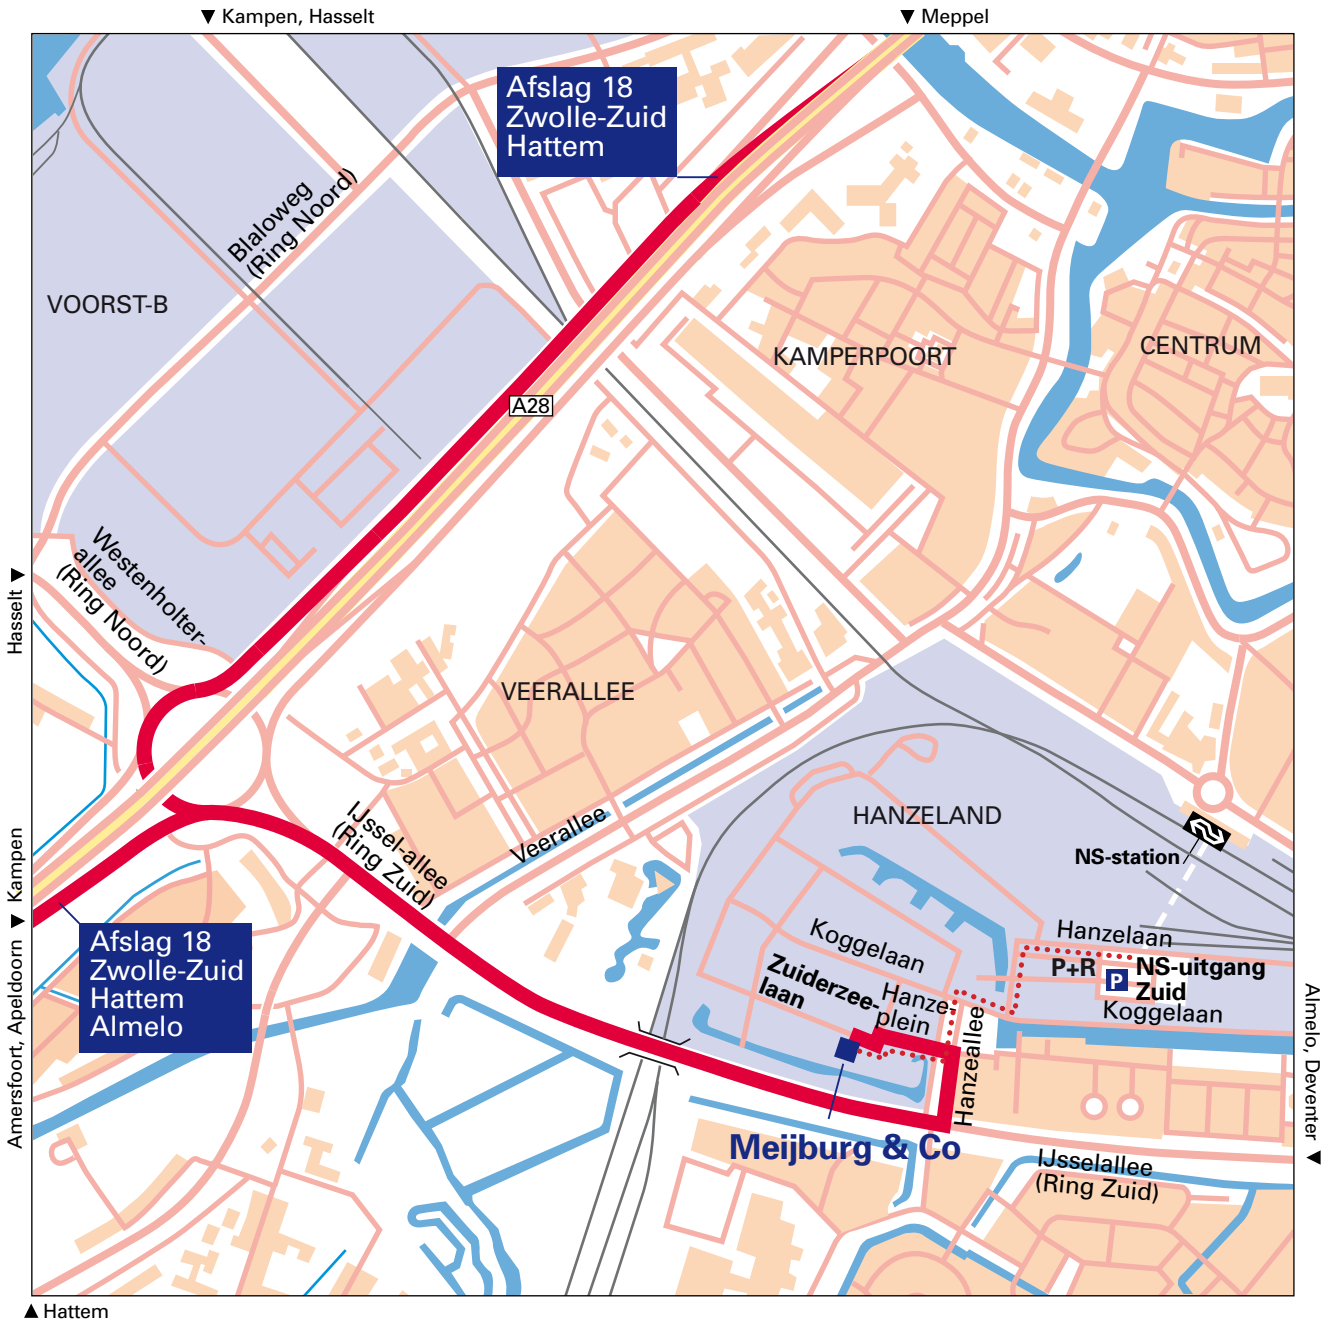 ▼ Kampen, Hasselt
▼ Meppel
Afslag 18
Zwolle-Zuid
Hattem
Blaloweg
(Ring Noord)
VOORST-B
KAMPERPOORT
CENTRUM
A28
Westenholter-
allee
(Ring Noord)
Hasselt ▼
VEERALLEE
IJssel-allee
(Ring Zuid)
Veerallee
HANZELAND
NS-station
Amersfoort, Apeldoorn ▼ Kampen
Afslag 18
Zwolle-Zuid
Hattem
Almelo
Koggelaan
Hanzelaan
P+R
P
NS-uitgang
Zuid
Koggelaan
Zuiderzee-
laan
Hanze-
plein
Hanzeallee
Almelo, Deventer ▼
Meijburg & Co
IJsselallee
(Ring Zuid)
▲ Hattem